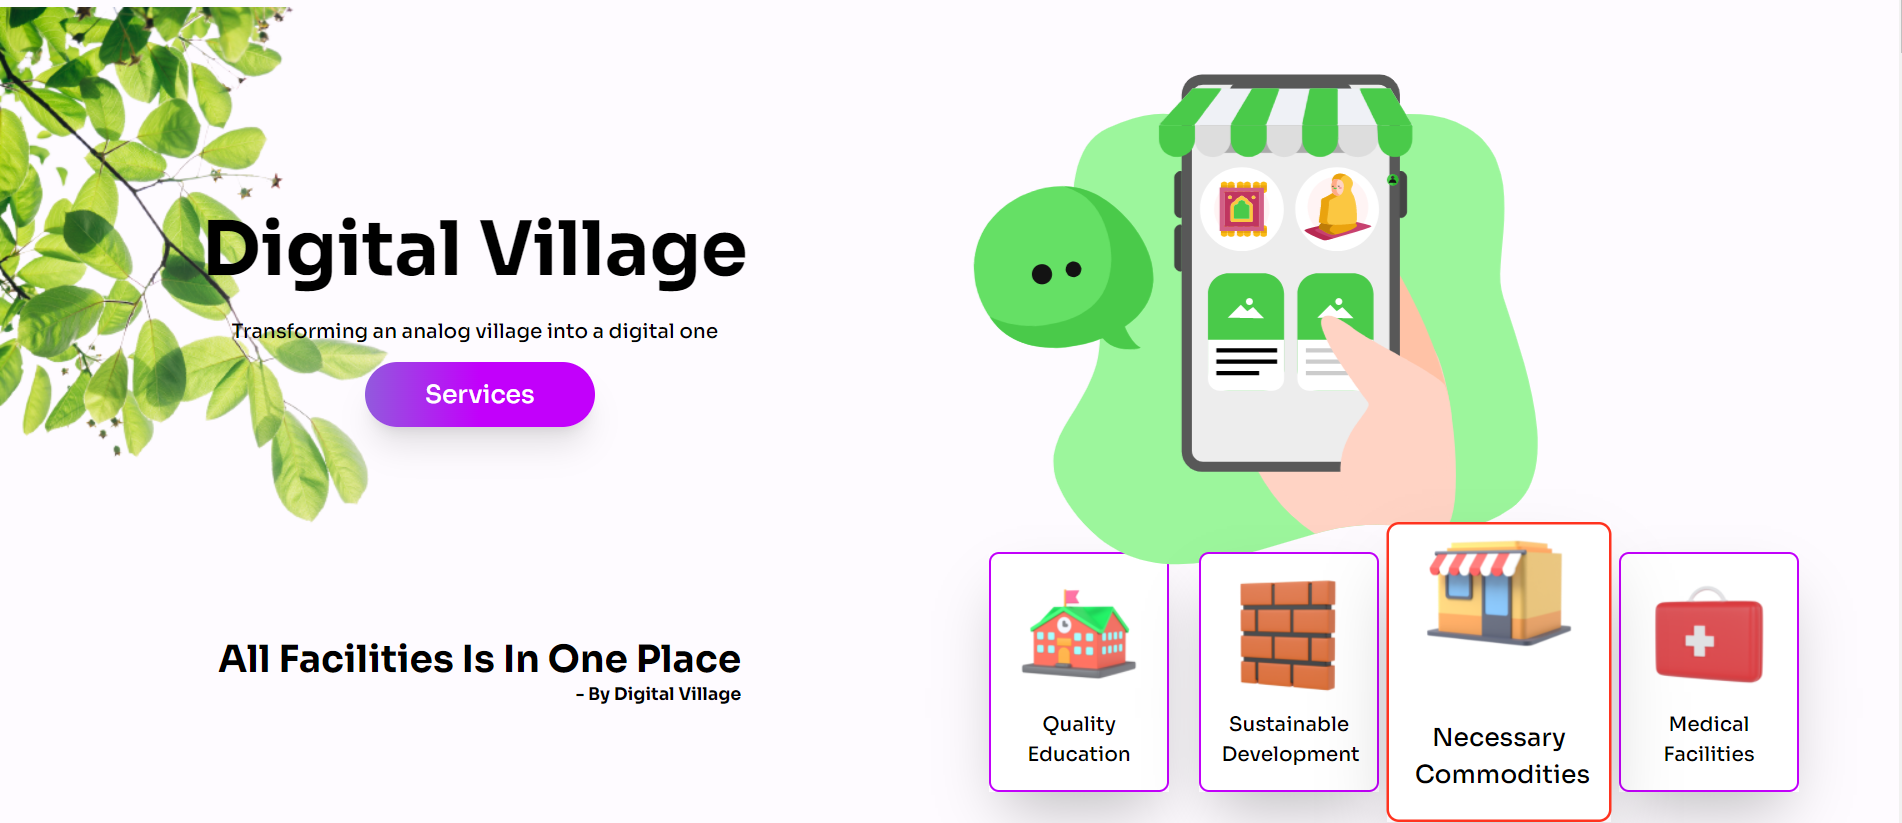 Digital Village
Transforming an analog village into a digital one
Services
All Facilities Is In One Place
- By Digital Village
Quality
Education
Sustainable
Development
Necessary
Commodities
Medical
Facilities